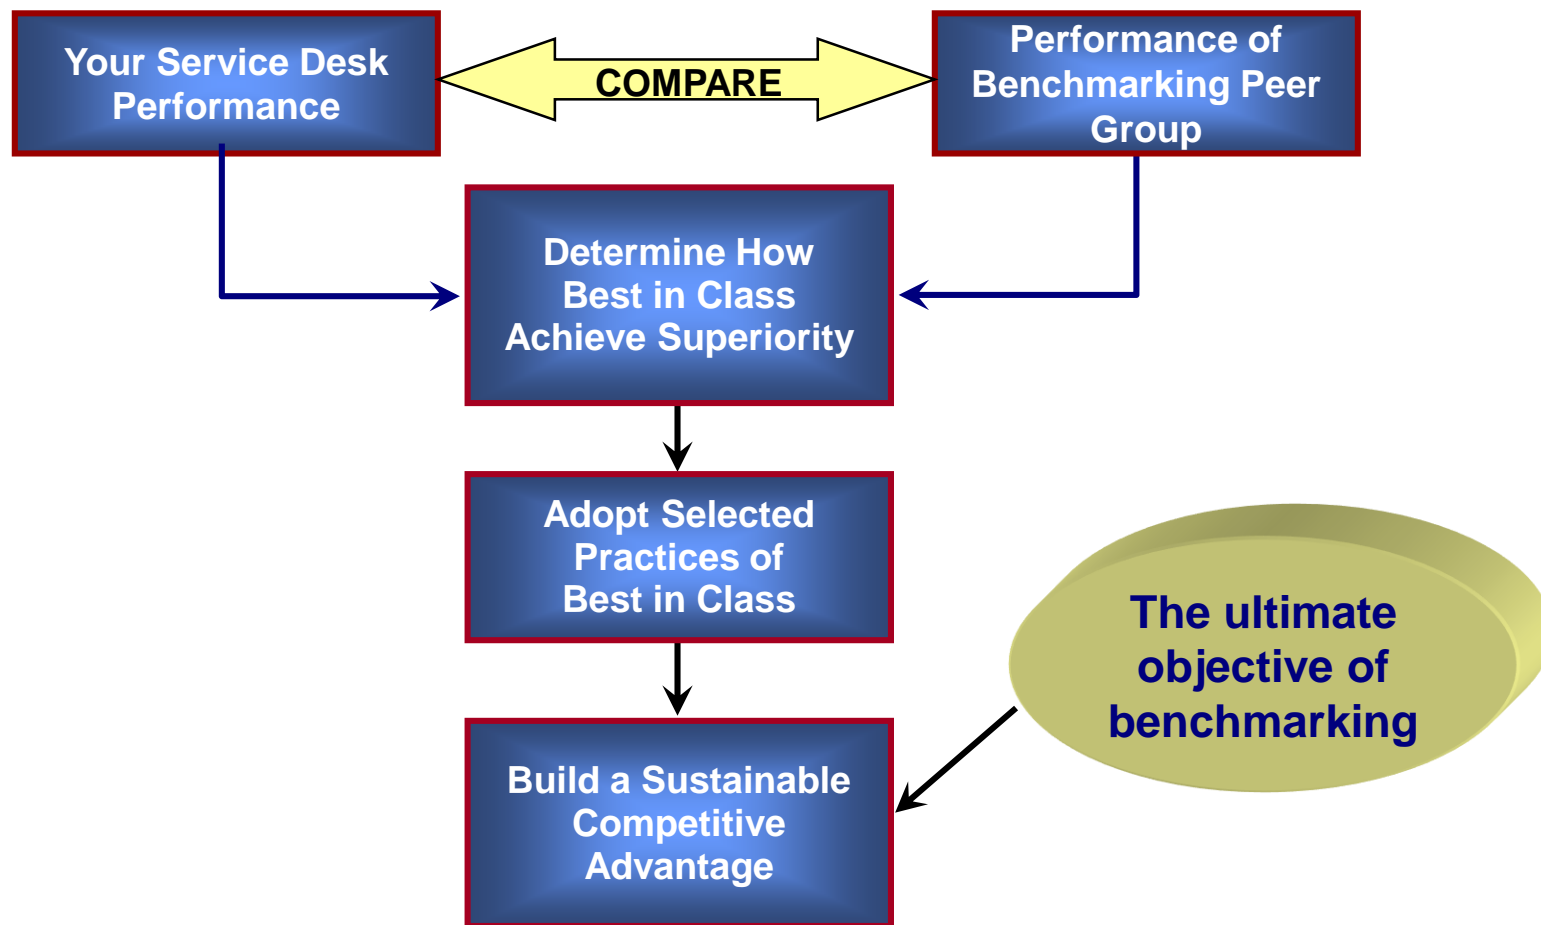 Your Service Desk
Performance
COMPARE
Performance of
Benchmarking Peer
Group
Determine How
Best in Class
Achieve Superiority
Adopt Selected
Practices of
Best in Class
The ultimate
objective of
benchmarking
Build a Sustainable
Competitive
Advantage